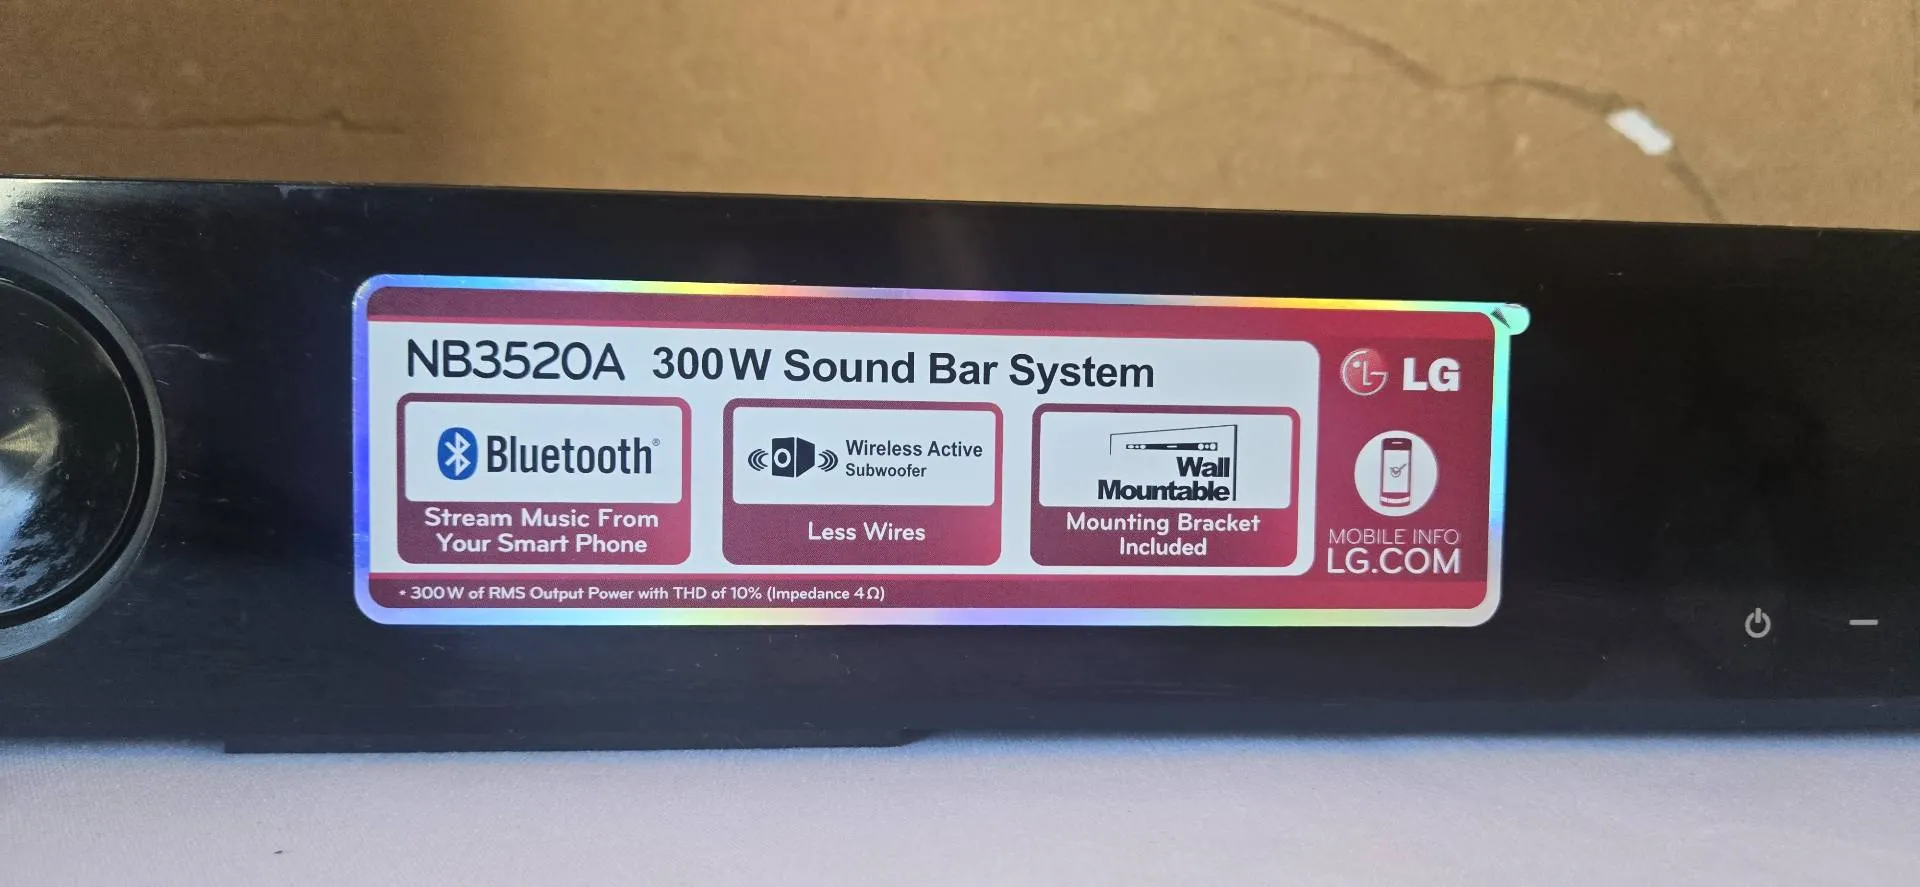 NB3520A 300W Sound Bar System
LG
Bluetooth®
Stream Music From
Your Smart Phone
Wireless Active
Subwoofer
Less Wires
Wall
Mountable
Mounting Bracket
Included
MOBILE INFO
LG.COM
* 300W of RMS Output Power with THD of 10% (Impedance 4Ω)